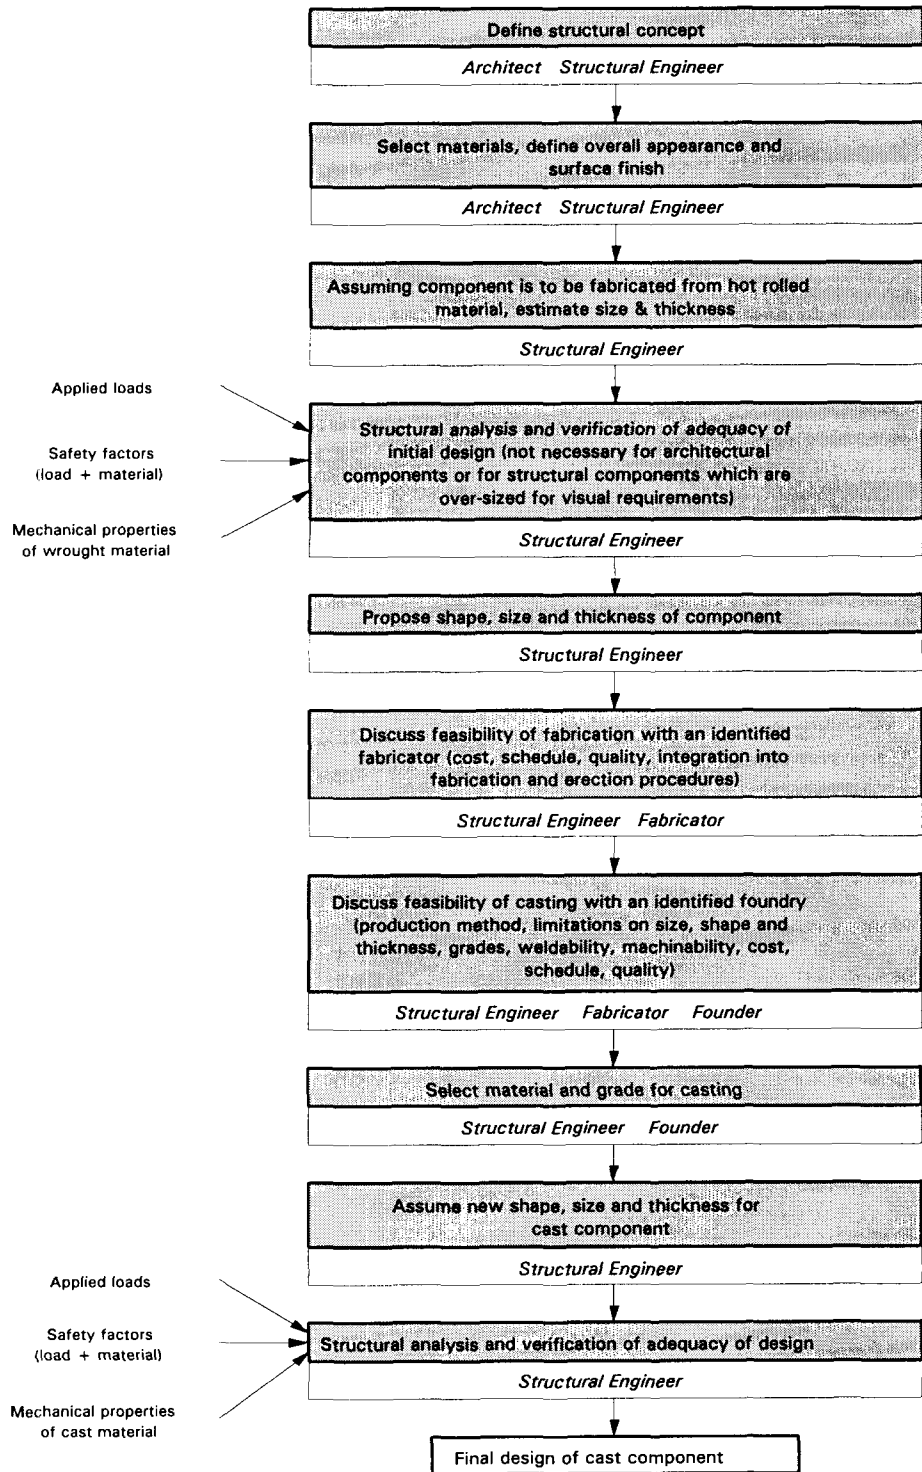 Define structural concept
Architect Structural Engineer
Select materials, define overall appearance and
surface finish
Architect Structural Engineer
Assuming component is to be fabricated from hot rolled
material, estimate size & thickness
Structural Engineer
Applied loads
Safety factors
(load + material)
Mechanical properties
of wrought material
Structural analysis and verification of adequacy of
initial design (not necessary for architectural
components or for structural components which are
over-sized for visual requirements)
Structural Engineer
Propose shape, size and thickness of component
Structural Engineer
Discuss feasibility of fabrication with an identified
fabricator (cost, schedule, quality, integration into
fabrication and erection procedures)
Structural Engineer Fabricator
Discuss feasibility of casting with an identified foundry
(production method, limitations on size, shape and
thickness, grades, weldability, machinability, cost,
schedule, quality)
Structural Engineer Fabricator Founder
Select material and grade for casting
Structural Engineer Founder
Assume new shape, size and thickness for
cast component
Structural Engineer
Applied loads
Safety factors
(load + material)
Mechanical properties
of cast material
Structural analysis and verification of adequacy of design
Structural Engineer
Final design of cast component